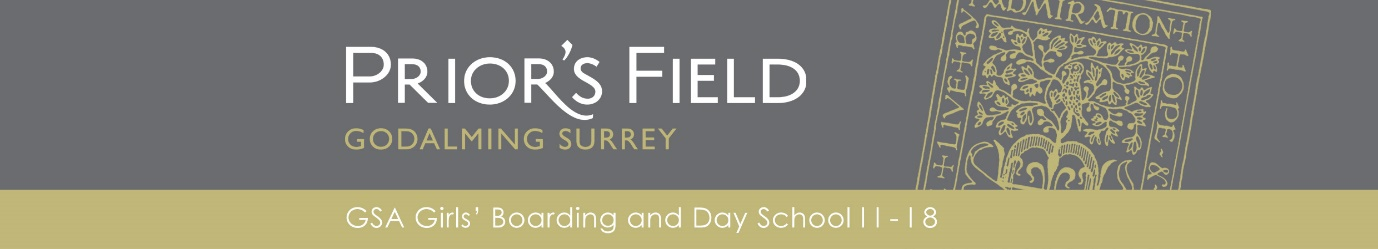 PRIOR'S FIELD
GODALMING SURREY
+ LIVE + BY
ADMIRATION +
HOPE ~ &
GSA Girls' Boarding and Day School 11-18